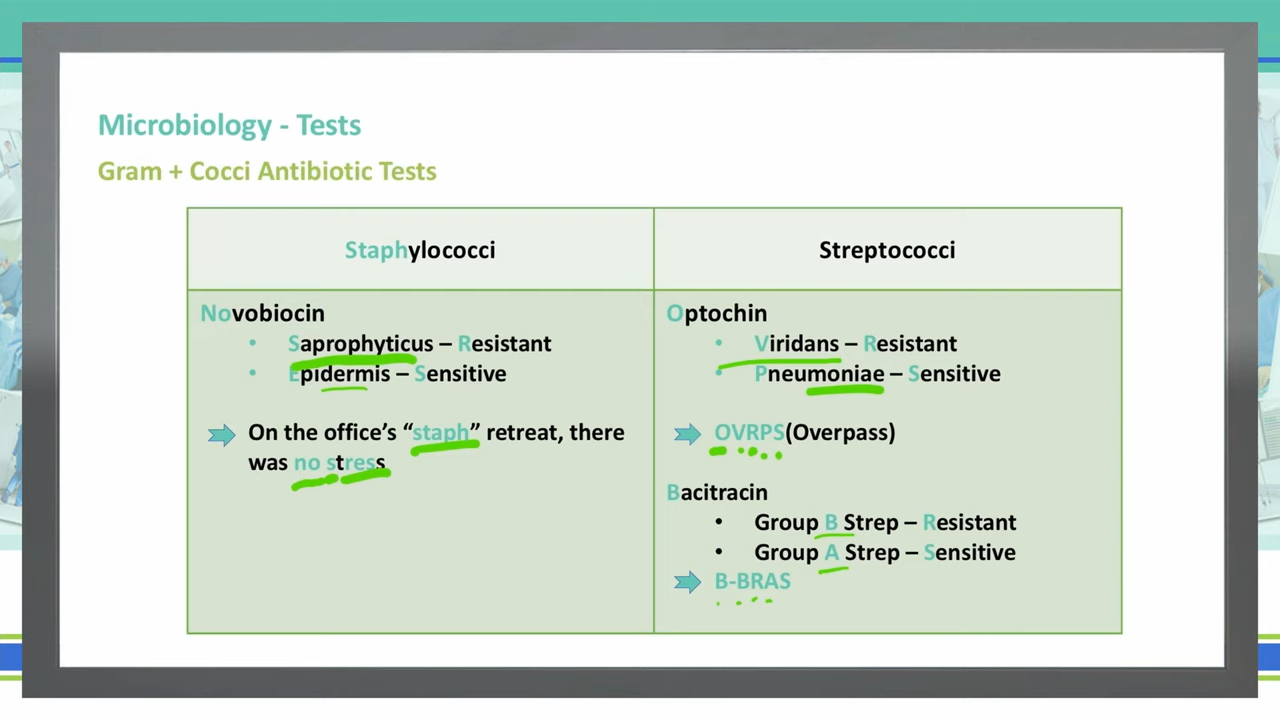 Microbiology - Tests
Gram + Cocci Antibiotic Tests
Staphylococci
Novobiocin
• Saprophyticus – Resistant
• Epidermis – Sensitive
On the office’s “staph” retreat, there
was no stress
Streptococci
Optochin
• Viridans – Resistant
• Pneumoniae – Sensitive
OVRPS(Overpass)
Bacitracin
• Group B Strep – Resistant
• Group A Strep – Sensitive
B-BRAS